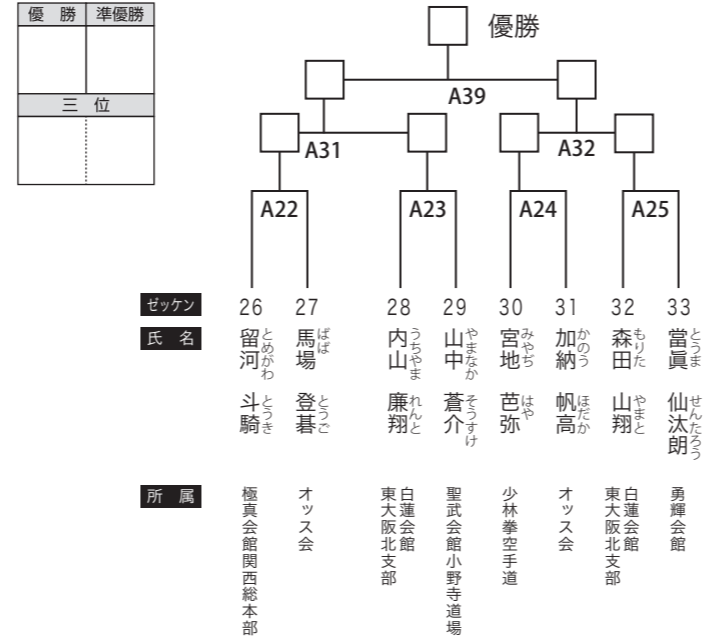 優　勝　準優勝
三　位
優勝
A39
A31　A32
A22　A23　A24　A25
ゼッケン　26　27　28　29　30　31　32　33
氏　名
留河　斗騎
とめがわ　とうき
馬場　登碁
ばば　とうご
内山　廉翔
うちやま　れんと
山中　蒼介
やまなか　そうすけ
宮地　芭弥
みやぢ　はや
加納　帆高
かのう　ほだか
森田　山翔
もりた　やまと
當眞　仙汰朗
とうま　せんたろう
所　属
極真会館関西総本部
オッス会
白蓮会館
東大阪北支部
聖武会館小野寺道場
少林拳空手道
オッス会
白蓮会館
東大阪北支部
勇輝会館